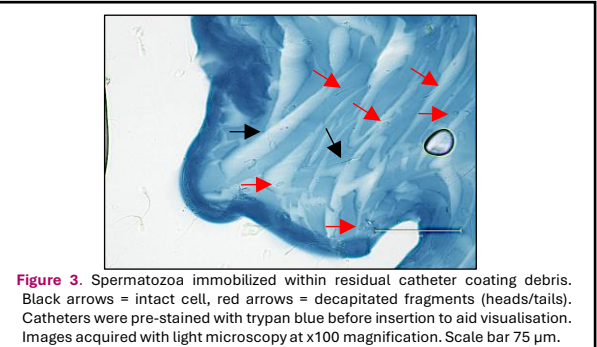 Figure 3. Spermatozoa immobilized within residual catheter coating debris.
Black arrows = intact cell, red arrows = decapitated fragments (heads/tails).
Catheters were pre-stained with trypan blue before insertion to aid visualisation.
Images acquired with light microscopy at x100 magnification. Scale bar 75 µm.